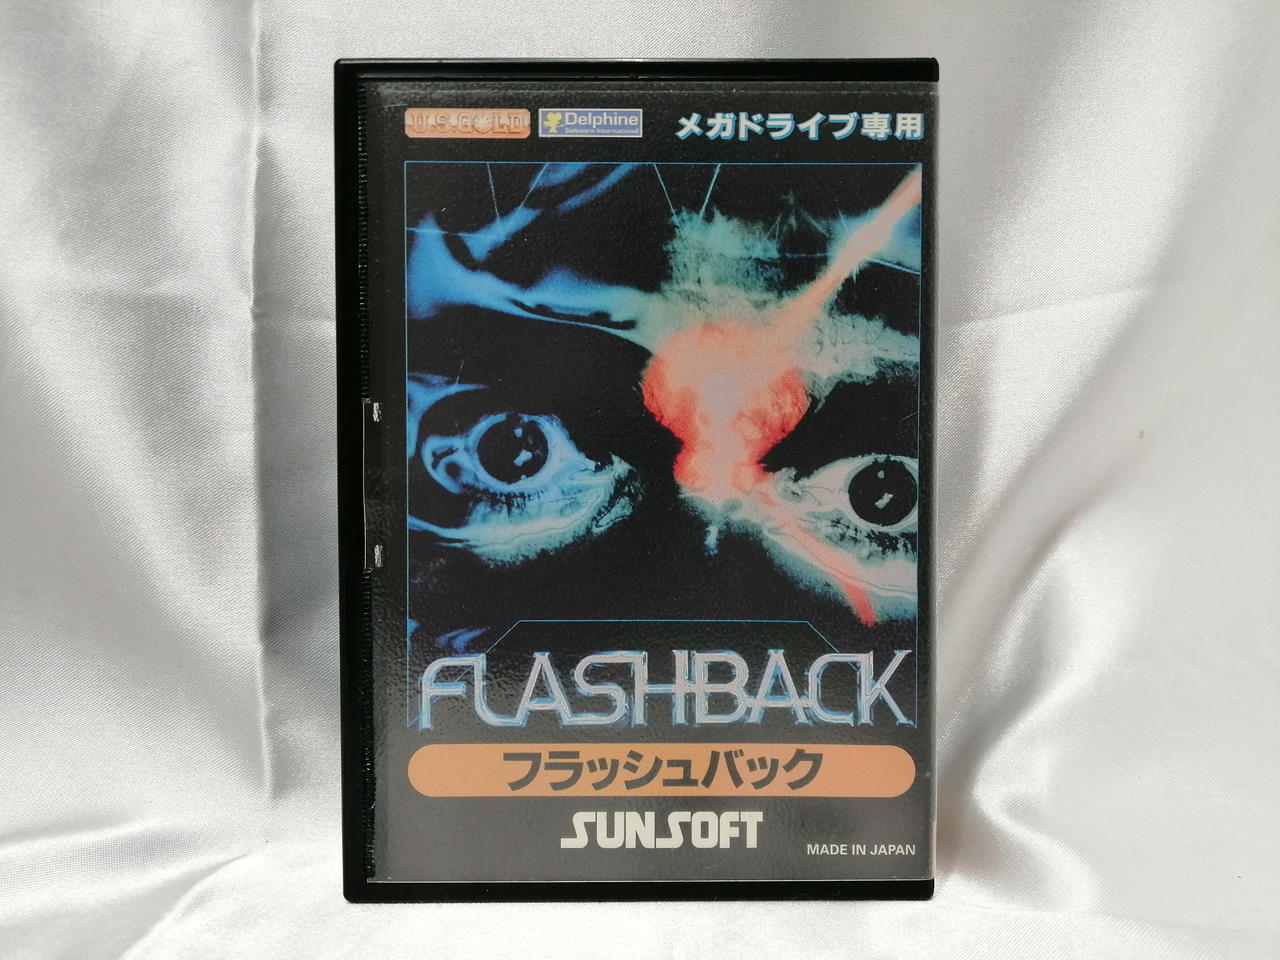 U.S. GOLD
Delphine
Software International
メガドライブ専用
FLASHBACK
フラッシュバック
SUNSOFT
MADE IN JAPAN